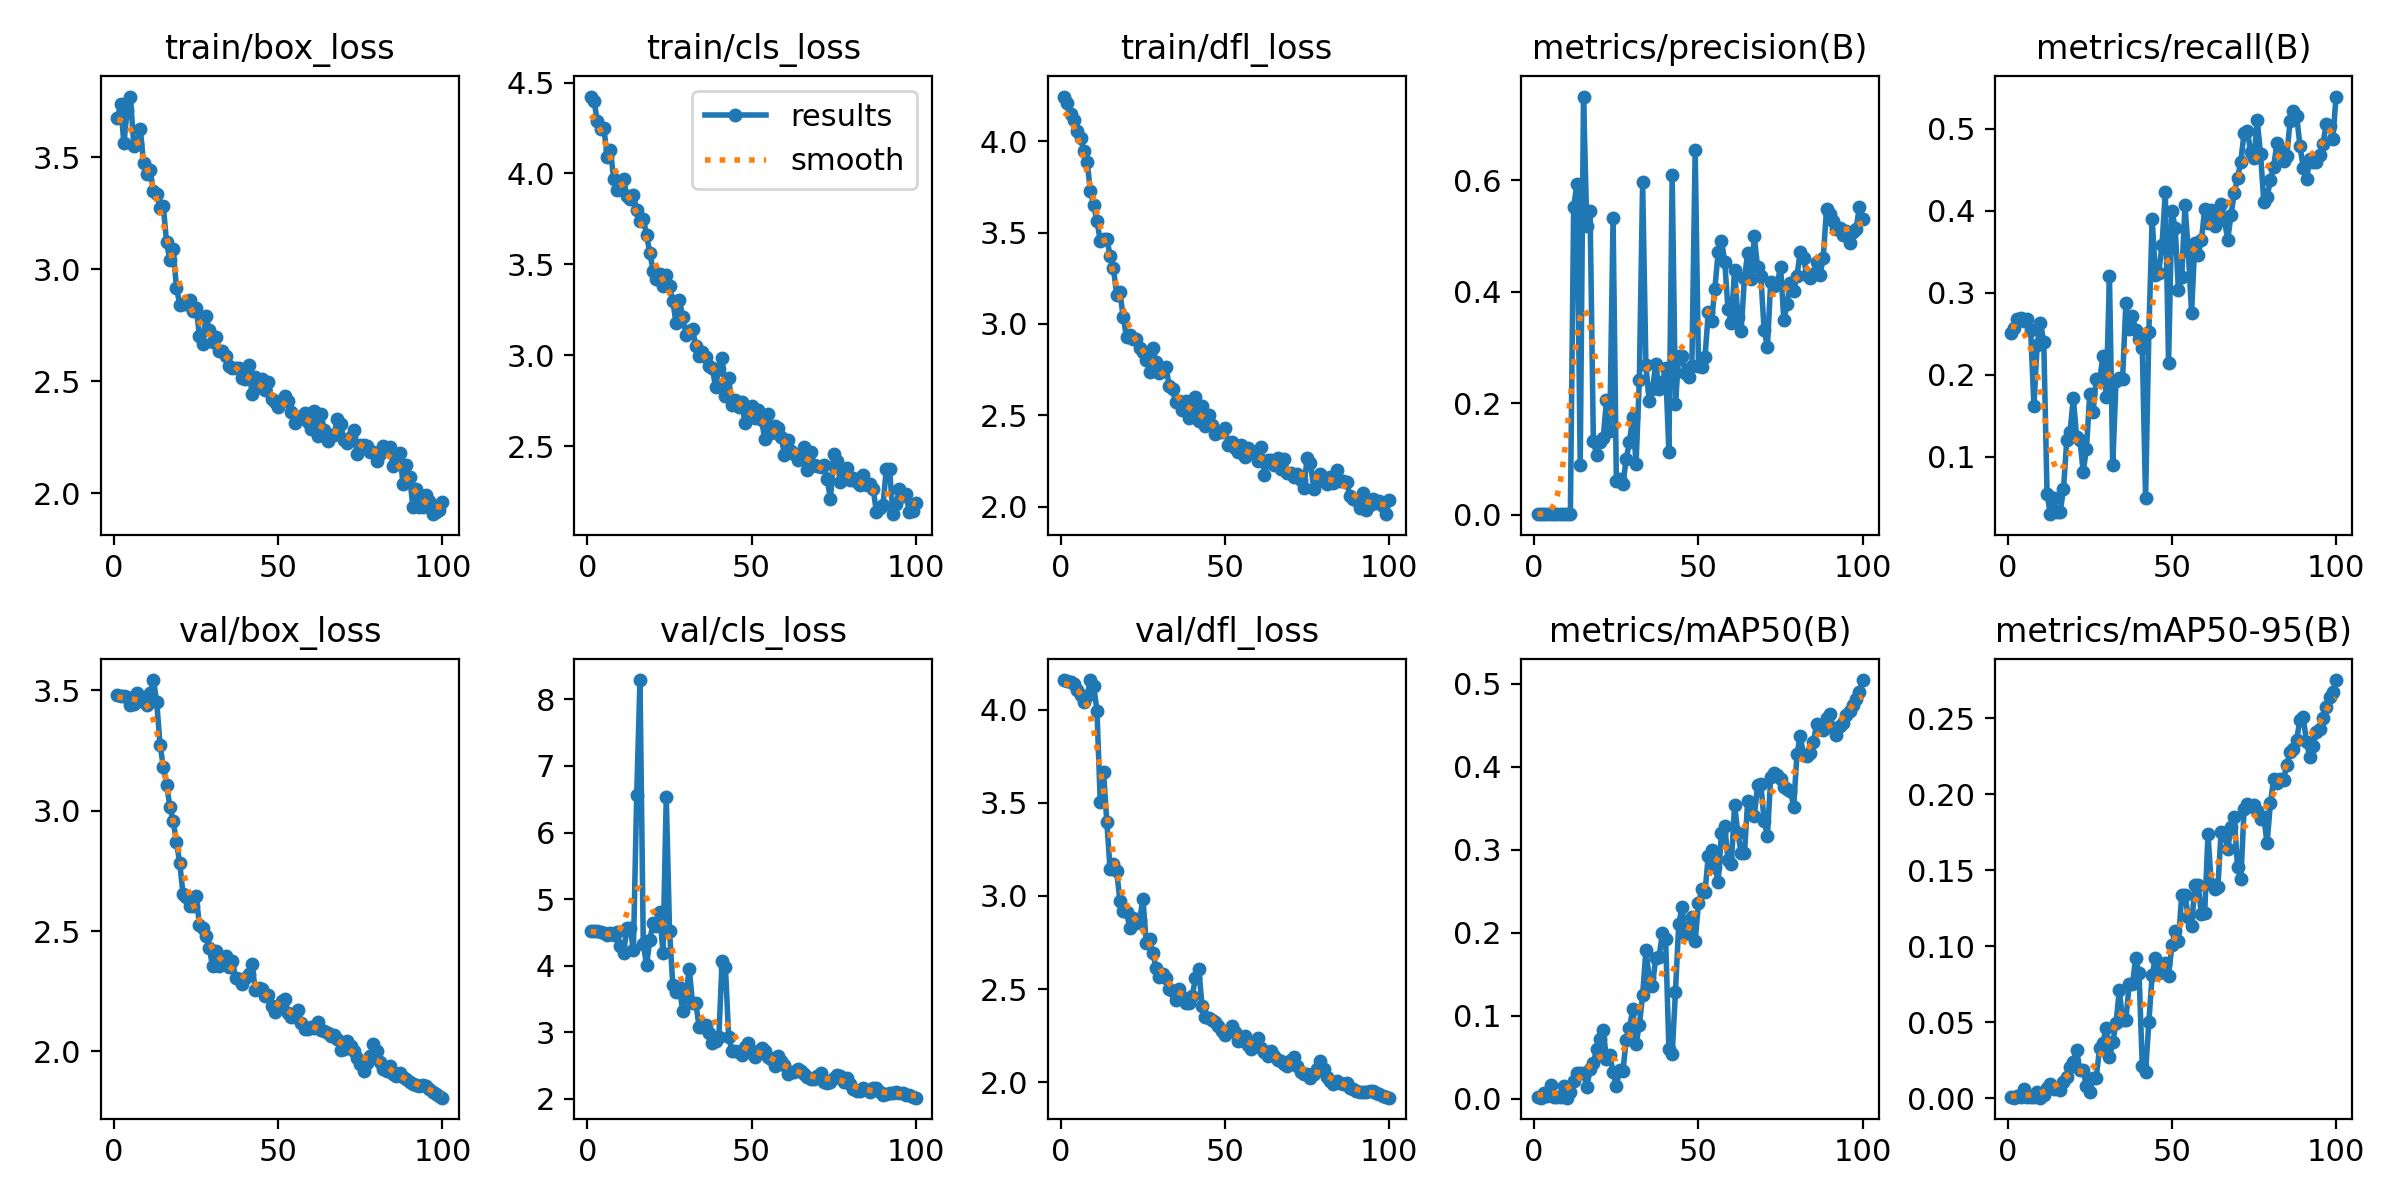 train/box_loss
3.5
3.0
2.5
2.0
0 50 100
train/cls_loss
results
smooth
4.5
4.0
3.5
3.0
2.5
0 50 100
train/dfl_loss
4.0
3.5
3.0
2.5
2.0
0 50 100
metrics/precision(B)
0.6
0.4
0.2
0.0
0 50 100
metrics/recall(B)
0.5
0.4
0.3
0.2
0.1
0 50 100
val/box_loss
3.5
3.0
2.5
2.0
0 50 100
val/cls_loss
8
7
6
5
4
3
2
0 50 100
val/dfl_loss
4.0
3.5
3.0
2.5
2.0
0 50 100
metrics/mAP50(B)
0.5
0.4
0.3
0.2
0.1
0.0
0 50 100
metrics/mAP50-95(B)
0.25
0.20
0.15
0.10
0.05
0.00
0 50 100